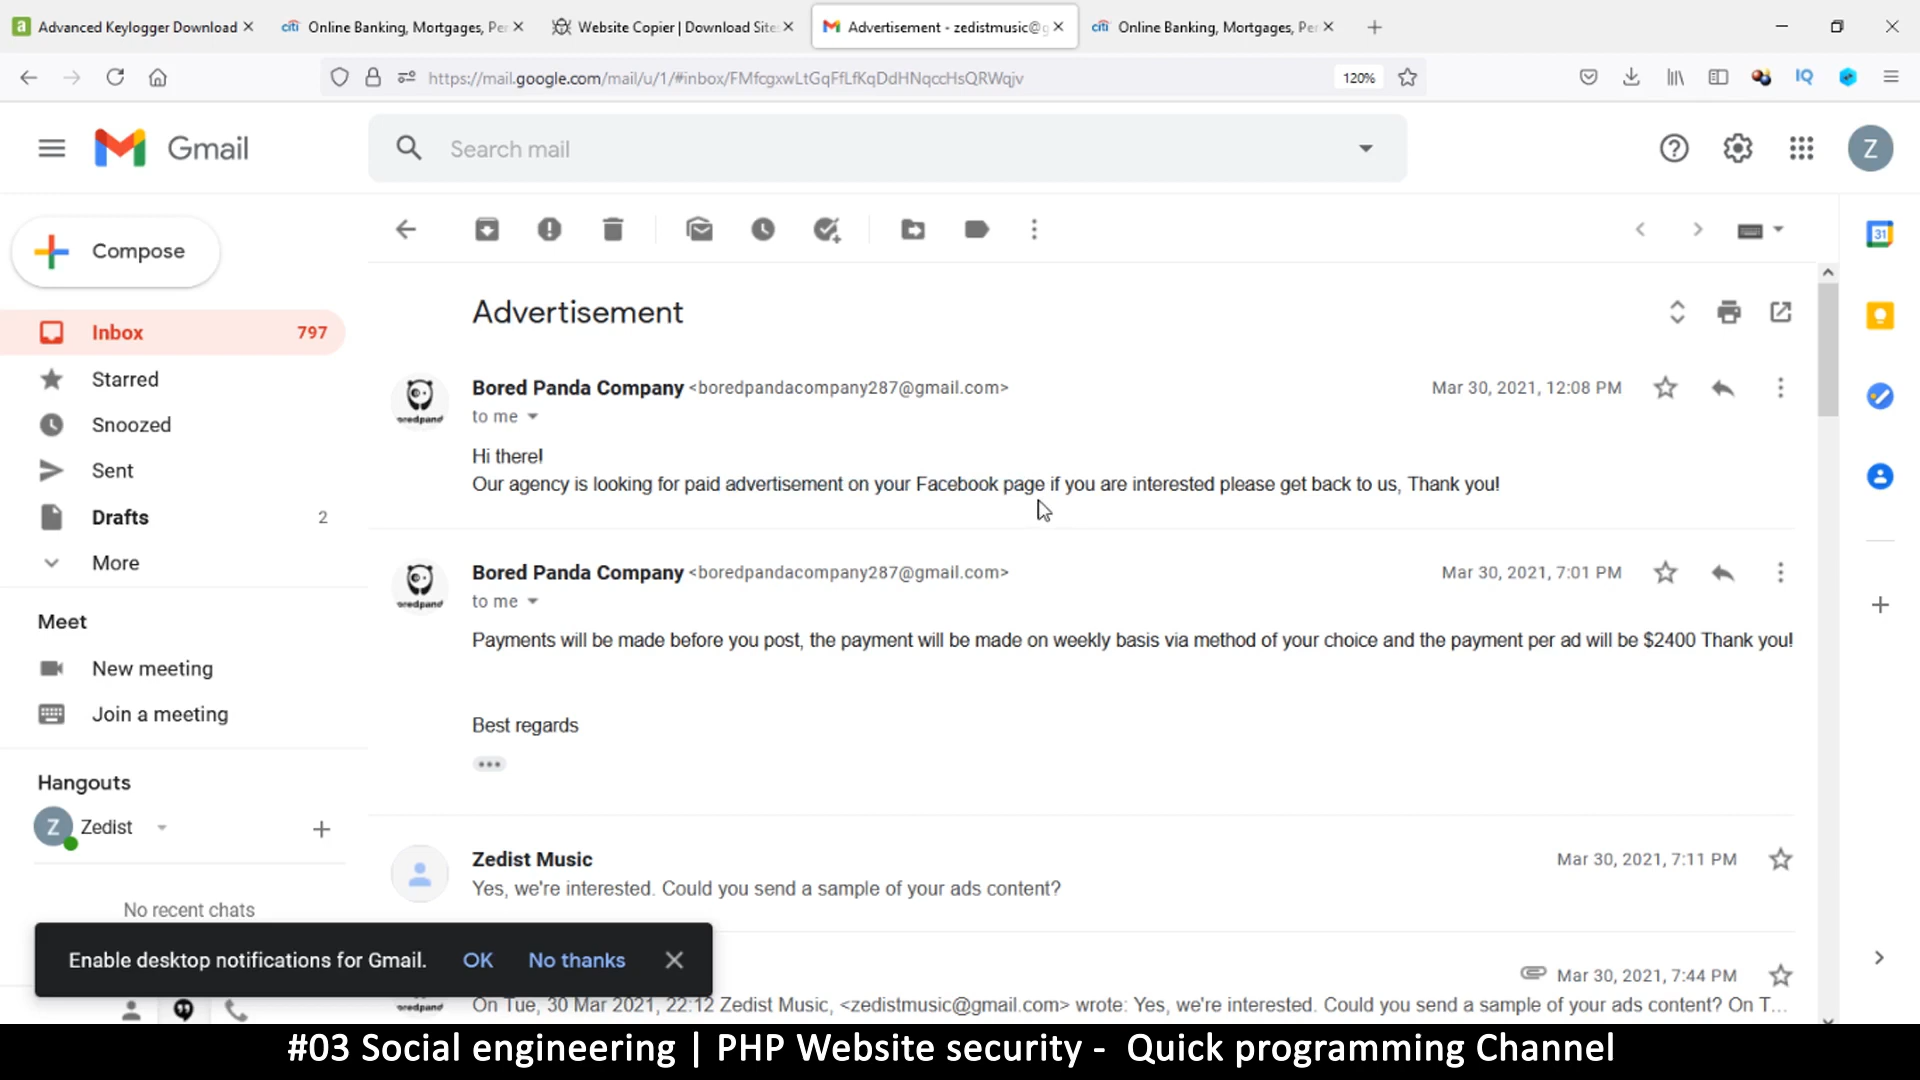 Advanced Keylogger Download
citi Online Banking, Mortgages, Pe
Website Copier | Download Site
Advertisement - zedistmusic@g
citi Online Banking, Mortgages, Pe
https://mail.google.com/mail/u/1/#inbox/FMfcgxwLtGqFfLfKqDdHNqccHsQRWqjv
120%
IQ
Gmail
Search mail
Z
Compose
31
Advertisement
Inbox 797
Bored Panda Company <boredpandacompany287@gmail.com>
Mar 30, 2021, 12:08 PM
to me
Starred
Snoozed
Hi there!
Our agency is looking for paid advertisement on your Facebook page if you are interested please get back to us, Thank you!
Sent
Drafts 2
More
Bored Panda Company <boredpandacompany287@gmail.com>
Mar 30, 2021, 7:01 PM
to me
Meet
Payments will be made before you post, the payment will be made on weekly basis via method of your choice and the payment per ad will be $2400 Thank you!
New meeting
Join a meeting
Best regards
Hangouts
Z Zedist
Zedist Music
Mar 30, 2021, 7:11 PM
Yes, we're interested. Could you send a sample of your ads content?
No recent chats
Enable desktop notifications for Gmail. OK No thanks
Mar 30, 2021, 7:44 PM
On Tue, 30 Mar 2021, 22:12 Zedist Music, <zedistmusic@gmail.com> wrote: Yes, we're interested. Could you send a sample of your ads content? On T...
#03 Social engineering | PHP Website security - Quick programming Channel